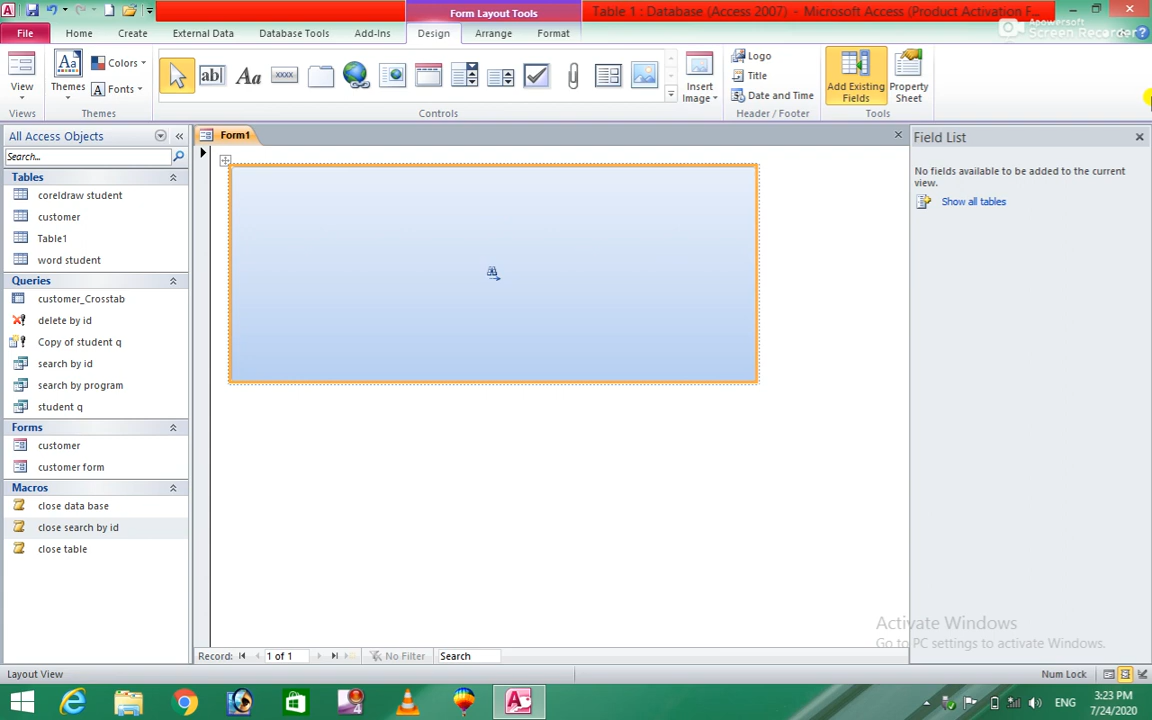 Form Layout Tools
Table 1 : Database (Access 2007) - Microsoft Access (Product Activation F...
File
Home
Create
External Data
Database Tools
Add-Ins
Design
Arrange
Format
Apowersoft
Screen Recorder
View
Themes
Colors
Fonts
ab|
Aa
xxxx
Insert
Image
Logo
Title
Date and Time
Add Existing
Fields
Property
Sheet
Views
Themes
Controls
Header / Footer
Tools
All Access Objects
Search...
Form1
Field List
No fields available to be added to the current
view.
Show all tables
Tables
coreldraw student
customer
Table1
word student
Queries
customer_Crosstab
delete by id
Copy of student q
search by id
search by program
student q
Forms
customer
customer form
Macros
close data base
close search by id
close table
Activate Windows
Go to PC settings to activate Windows.
Record:
1 of 1
No Filter
Search
Layout View
Num Lock
ENG
3:23 PM
7/24/2020